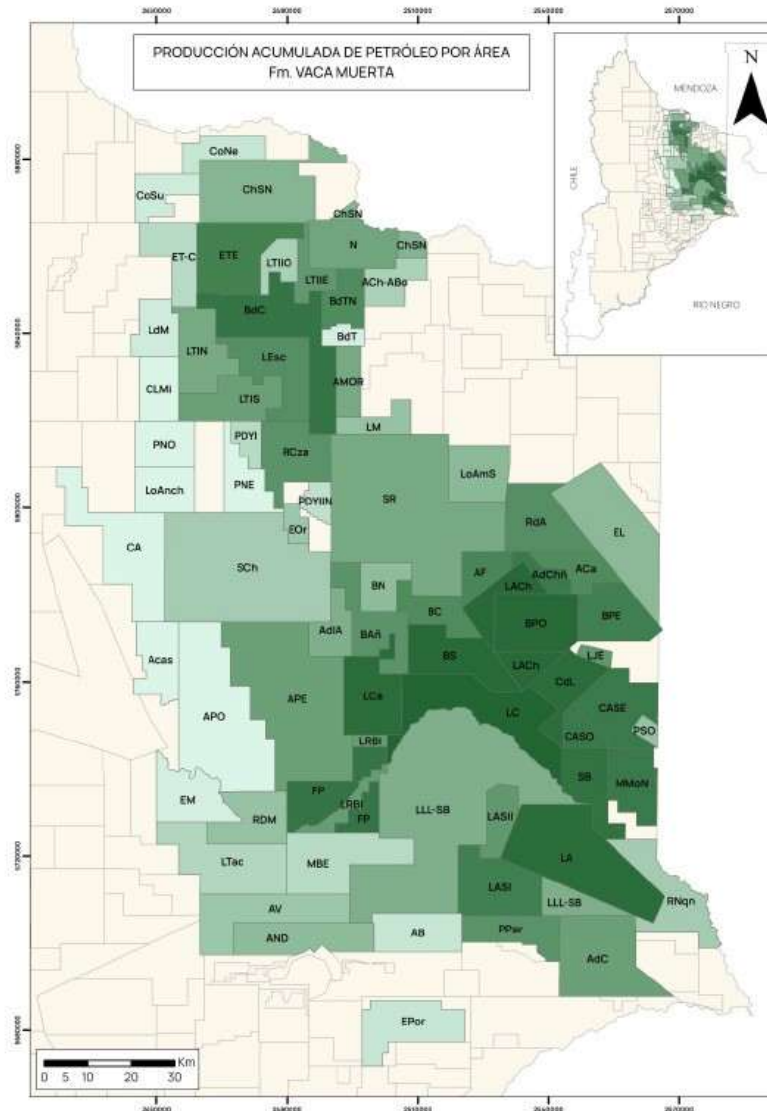 PRODUCCIÓN ACUMULADA DE PETRÓLEO POR ÁREA
Fm. VACA MUERTA
N
MENDOZA
CHILE
RÍO NEGRO
CoNe
CoSu
ChSN
ChSN
ET-C
ETE
LTIIO
N
ChSN
LTIIE
ACh-ABo
BdTN
BdC
LdM
BdT
LTIN
LEsc
CLMi
AMOR
LTIS
LM
PNO
PDYI
RCza
LoAmS
LoAnch
PNE
PDYIIN
SR
EOr
RdA
EL
CA
SCh
AF
AdChñ
ACa
BN
LACh
BC
BPO
BPE
AdlA
BAñ
Acas
BS
LACh
LJE
CdL
APO
APE
LCa
LC
CASE
PSO
CASO
LRBI
EM
FP
SB
MMoN
LRBI
LLL-SB
RDM
FP
LASII
LA
LTac
MBE
LASI
RNqn
AV
LLL-SB
AND
AB
PPsr
AdC
EPor
Km
0 5 10 20 30